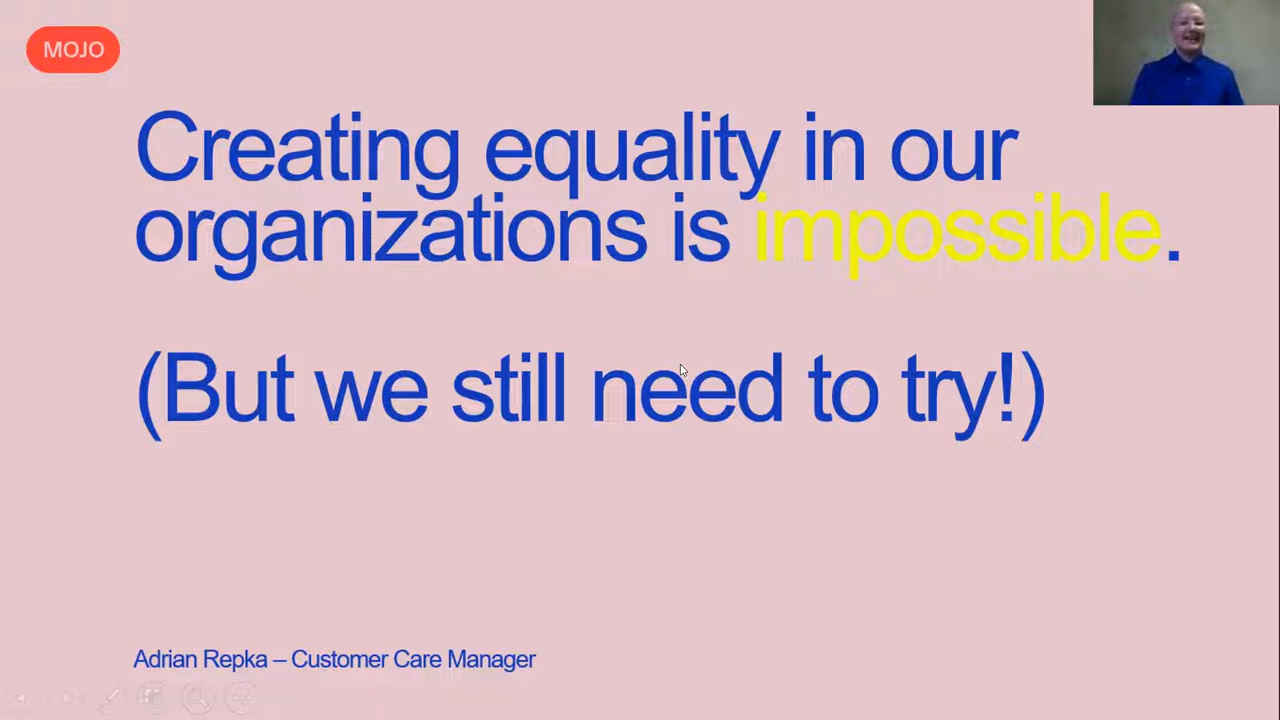 MOJO
Creating equality in our
organizations is impossible.
(But we still need to try!)
Adrian Repka – Customer Care Manager